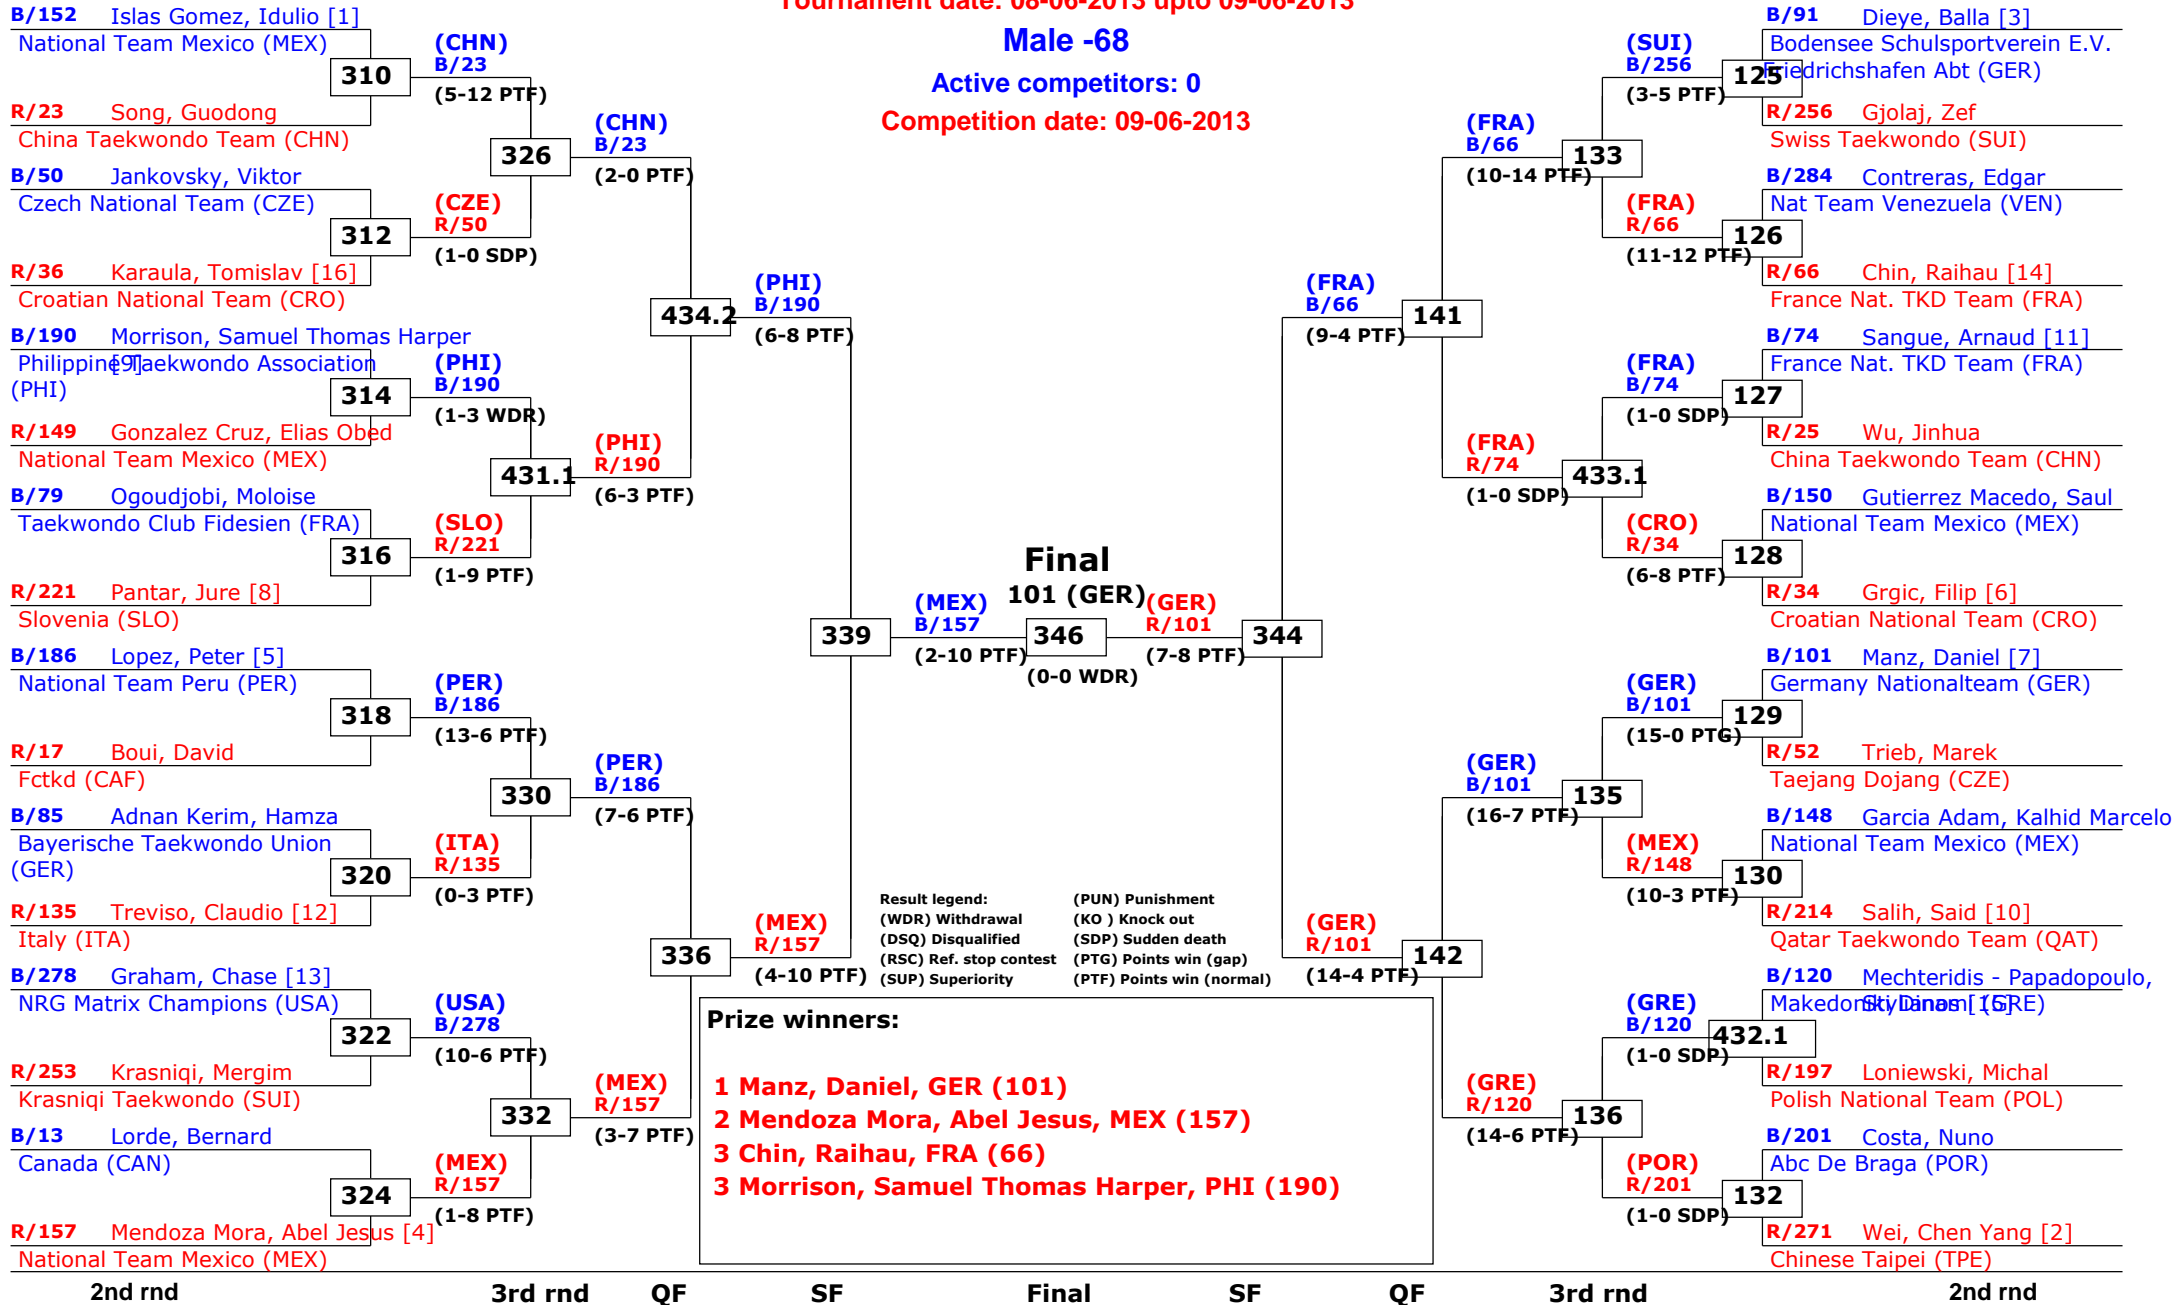 Tournament date: 08-06-2013 upto 09-06-2013
Male -68
Active competitors: 0
Competition date: 09-06-2013
B/152 Islas Gomez, Idulio [1]
National Team Mexico (MEX)
310
R/23 Song, Guodong
China Taekwondo Team (CHN)
B/50 Jankovsky, Viktor
Czech National Team (CZE)
312
R/36 Karaula, Tomislav [16]
Croatian National Team (CRO)
B/190 Morrison, Samuel Thomas Harper
[9]
Philippine Taekwondo Association
(PHI)
314
R/149 Gonzalez Cruz, Elias Obed
National Team Mexico (MEX)
B/79 Ogoudjobi, Moloise
Taekwondo Club Fidesien (FRA)
316
R/221 Pantar, Jure [8]
Slovenia (SLO)
B/186 Lopez, Peter [5]
National Team Peru (PER)
318
R/17 Boui, David
Fctkd (CAF)
B/85 Adnan Kerim, Hamza
Bayerische Taekwondo Union
(GER)
320
R/135 Treviso, Claudio [12]
Italy (ITA)
B/278 Graham, Chase [13]
NRG Matrix Champions (USA)
322
R/253 Krasniqi, Mergim
Krasniqi Taekwondo (SUI)
B/13 Lorde, Bernard
Canada (CAN)
324
R/157 Mendoza Mora, Abel Jesus [4]
National Team Mexico (MEX)
(CHN)
B/23
(5-12 PTF)
326
(CZE)
R/50
(1-0 SDP)
(PHI)
B/190
(1-3 WDR)
431.1
(SLO)
R/221
(1-9 PTF)
(PER)
B/186
(13-6 PTF)
330
(ITA)
R/135
(0-3 PTF)
(USA)
B/278
(10-6 PTF)
332
(MEX)
R/157
(1-8 PTF)
(CHN)
B/23
(2-0 PTF)
434.2
(PHI)
R/190
(6-3 PTF)
(PER)
B/186
(7-6 PTF)
336
(MEX)
R/157
(3-7 PTF)
(PHI)
B/190
(6-8 PTF)
339
(MEX)
R/157
(4-10 PTF)
(MEX)
B/157
(2-10 PTF)
Final
101 (GER)
346
(0-0 WDR)
(GER)
R/101
(7-8 PTF)
344
(FRA)
B/66
(9-4 PTF)
141
(GER)
R/101
(14-4 PTF)
142
(FRA)
B/66
(10-14 PTF)
133
(FRA)
R/74
(1-0 SDP)
433.1
(GER)
B/101
(16-7 PTF)
135
(GRE)
R/120
(14-6 PTF)
136
(SUI)
B/256
(3-5 PTF)
125
(FRA)
R/66
(11-12 PTF)
126
(FRA)
B/74
(1-0 SDP)
127
(CRO)
R/34
(6-8 PTF)
128
(GER)
B/101
(15-0 PTG)
129
(MEX)
R/148
(10-3 PTF)
130
(GRE)
B/120
(1-0 SDP)
432.1
(POR)
R/201
(1-0 SDP)
132
B/91 Dieye, Balla [3]
Bodensee Schulsportverein E.V.
Friedrichshafen Abt (GER)
R/256 Gjolaj, Zef
Swiss Taekwondo (SUI)
B/284 Contreras, Edgar
Nat Team Venezuela (VEN)
R/66 Chin, Raihau [14]
France Nat. TKD Team (FRA)
B/74 Sangue, Arnaud [11]
France Nat. TKD Team (FRA)
R/25 Wu, Jinhua
China Taekwondo Team (CHN)
B/150 Gutierrez Macedo, Saul
National Team Mexico (MEX)
R/34 Grgic, Filip [6]
Croatian National Team (CRO)
B/101 Manz, Daniel [7]
Germany Nationalteam (GER)
R/52 Trieb, Marek
Taejang Dojang (CZE)
B/148 Garcia Adam, Kalhid Marcelo
National Team Mexico (MEX)
R/214 Salih, Said [10]
Qatar Taekwondo Team (QAT)
B/120 Mechteridis - Papadopoulo,
(GRE)
R/197 Loniewski, Michal
Polish National Team (POL)
B/201 Costa, Nuno
Abc De Braga (POR)
R/271 Wei, Chen Yang [2]
Chinese Taipei (TPE)
Result legend: (PUN) Punishment
(WDR) Withdrawal (KO ) Knock out
(DSQ) Disqualified (SDP) Sudden death
(RSC) Ref. stop contest (PTG) Points win (gap)
(SUP) Superiority (PTF) Points win (normal)
Prize winners:
1 Manz, Daniel, GER (101)
2 Mendoza Mora, Abel Jesus, MEX (157)
3 Chin, Raihau, FRA (66)
3 Morrison, Samuel Thomas Harper, PHI (190)
2nd rnd 3rd rnd QF SF Final SF QF 3rd rnd 2nd rnd